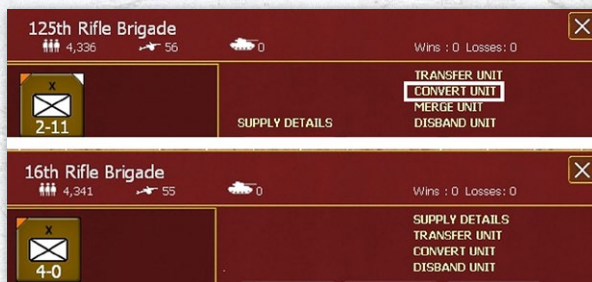 125th Rifle Brigade
4,336 56 0 Wins : 0 Losses: 0
X
2-11
SUPPLY DETAILS
TRANSFER UNIT
CONVERT UNIT
MERGE UNIT
DISBAND UNIT
16th Rifle Brigade
4,341 55 0 Wins : 0 Losses: 0
X
4-0
SUPPLY DETAILS
TRANSFER UNIT
CONVERT UNIT
DISBAND UNIT